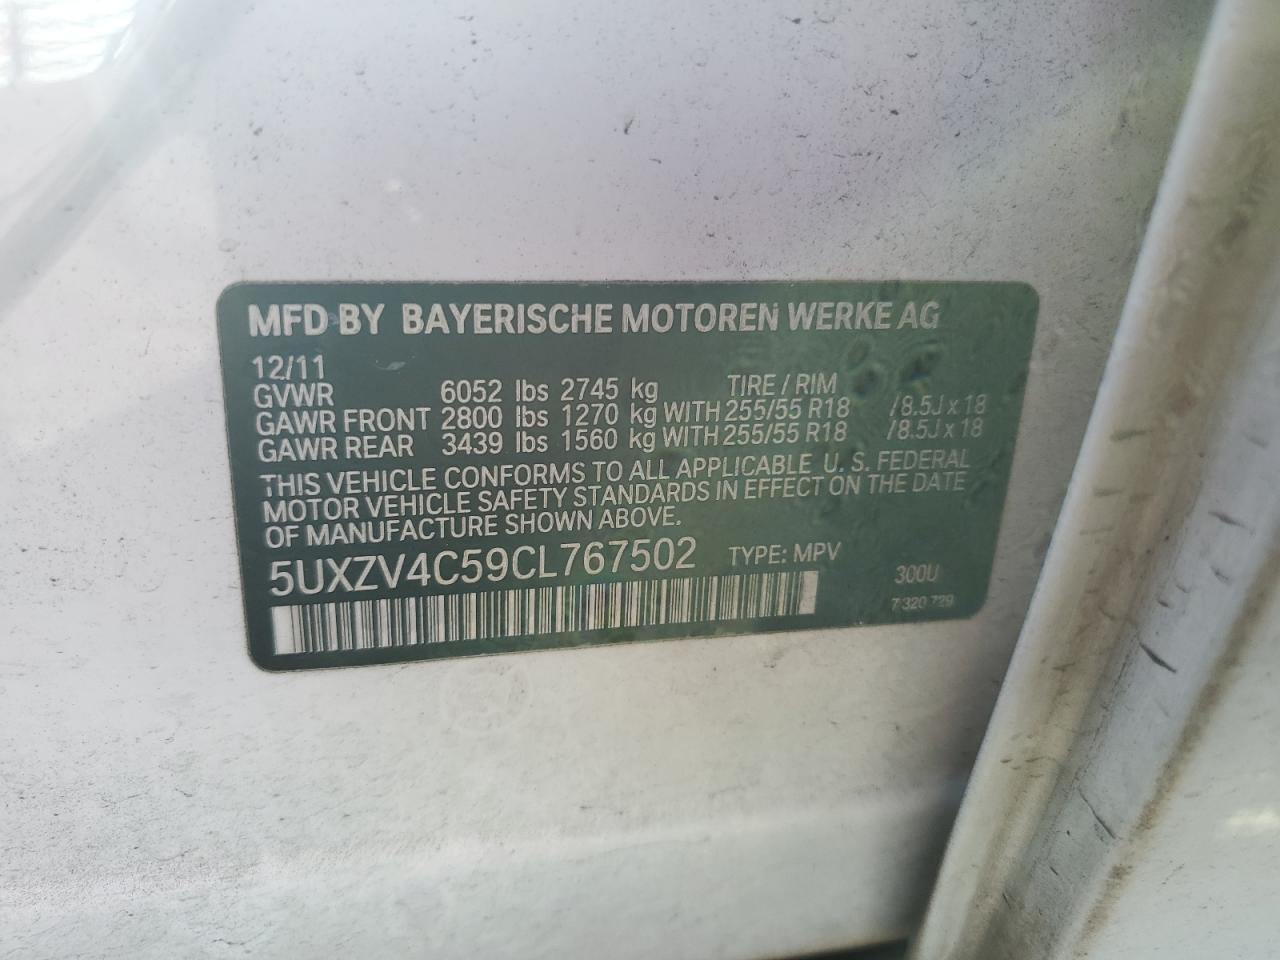 MFD BY BAYERISCHE MOTOREN WERKE AG
12/11
GVWR 6052 lbs 2745 kg TIRE / RIM
GAWR FRONT 2800 lbs 1270 kg WITH 255/55 R18 /8.5J x 18
GAWR REAR 3439 lbs 1560 kg WITH 255/55 R18 /8.5J x 18
THIS VEHICLE CONFORMS TO ALL APPLICABLE U. S. FEDERAL
MOTOR VEHICLE SAFETY STANDARDS IN EFFECT ON THE DATE
OF MANUFACTURE SHOWN ABOVE.
5UXZV4C59CL767502 TYPE: MPV
300U
7 320 729